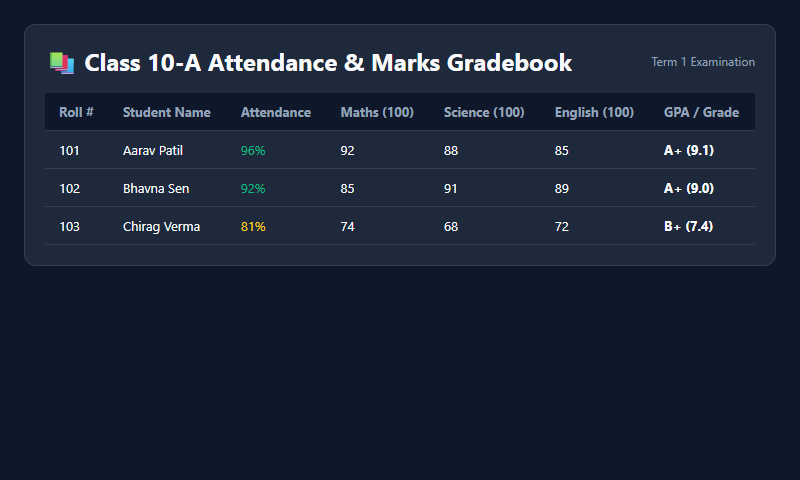 📚 Class 10-A Attendance & Marks Gradebook
Term 1 Examination
Roll # Student Name Attendance Maths (100) Science (100) English (100) GPA / Grade
101 Aarav Patil 96% 92 88 85 A+ (9.1)
102 Bhavna Sen 92% 85 91 89 A+ (9.0)
103 Chirag Verma 81% 74 68 72 B+ (7.4)